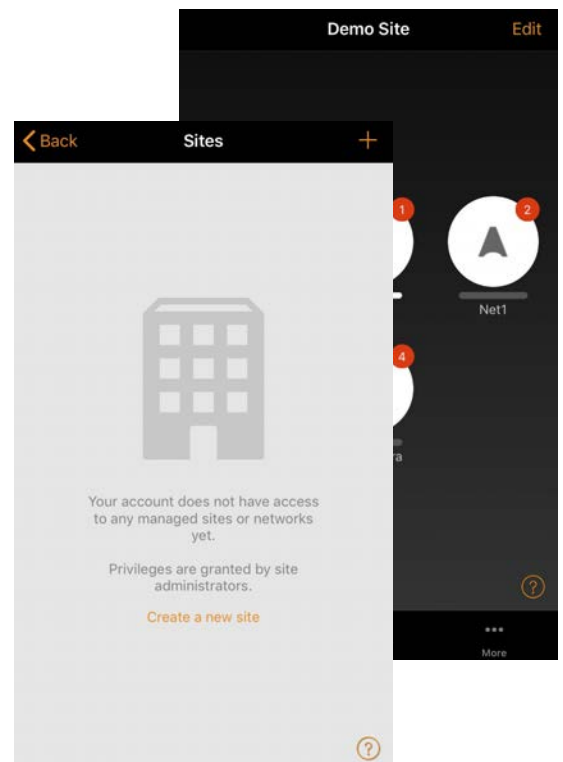 Demo Site
Edit
Back
Sites
+
1
2
Net1
4
ra
Your account does not have access
to any managed sites or networks
yet.
Privileges are granted by site
administrators.
Create a new site
?
More
?